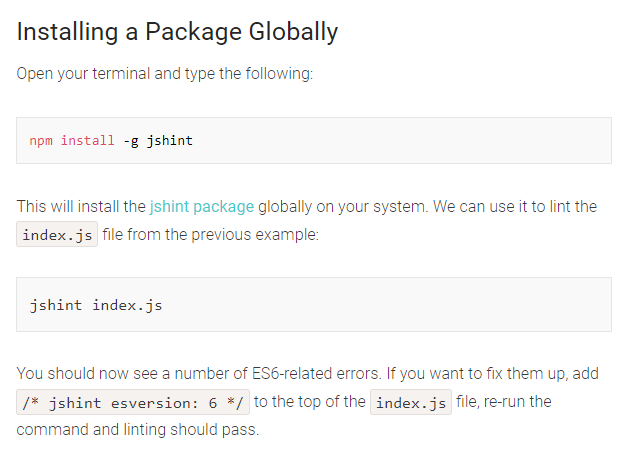 Installing a Package Globally
Open your terminal and type the following:
npm install -g jshint
This will install the jshint package globally on your system. We can use it to lint the
index.js file from the previous example:
jshint index.js
You should now see a number of ES6-related errors. If you want to fix them up, add
/* jshint esversion: 6 */ to the top of the index.js file, re-run the
command and linting should pass.